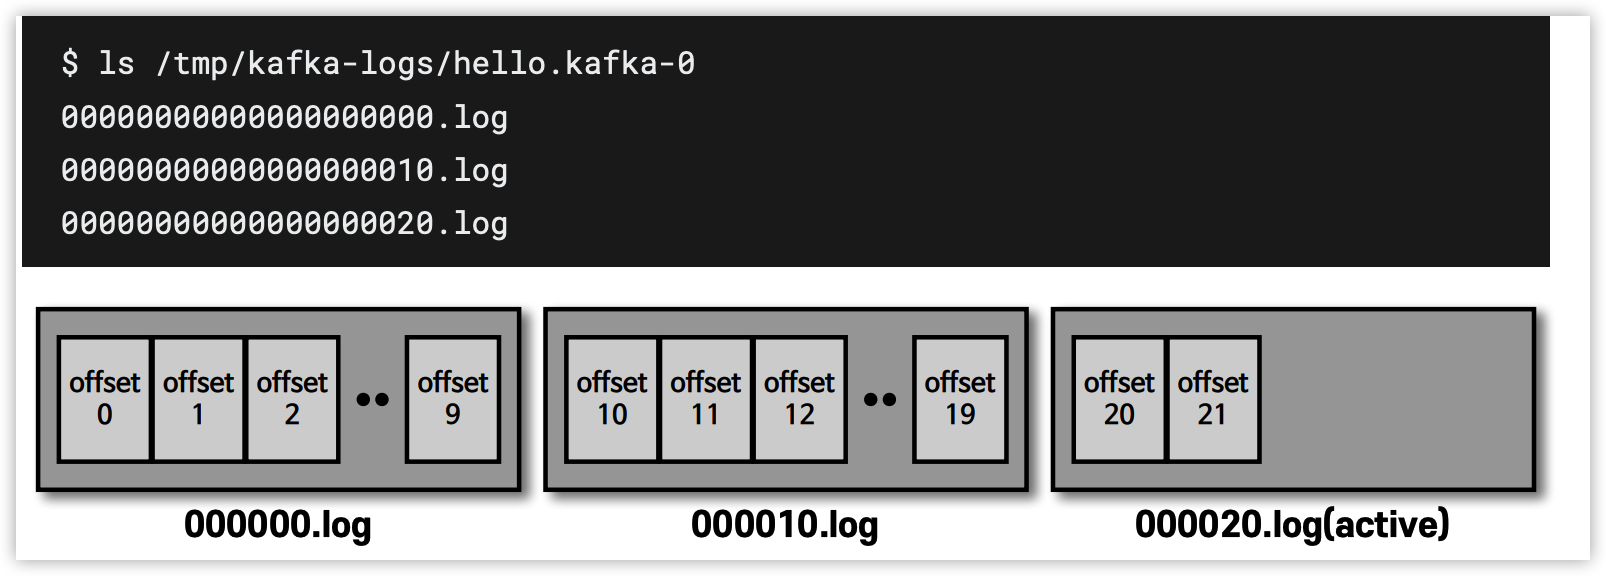 $ ls /tmp/kafka-logs/hello.kafka-0
00000000000000000000.log
00000000000000000010.log
00000000000000000020.log
offset 0
offset 1
offset 2
offset 9
offset 10
offset 11
offset 12
offset 19
offset 20
offset 21
000000.log
000010.log
000020.log(active)